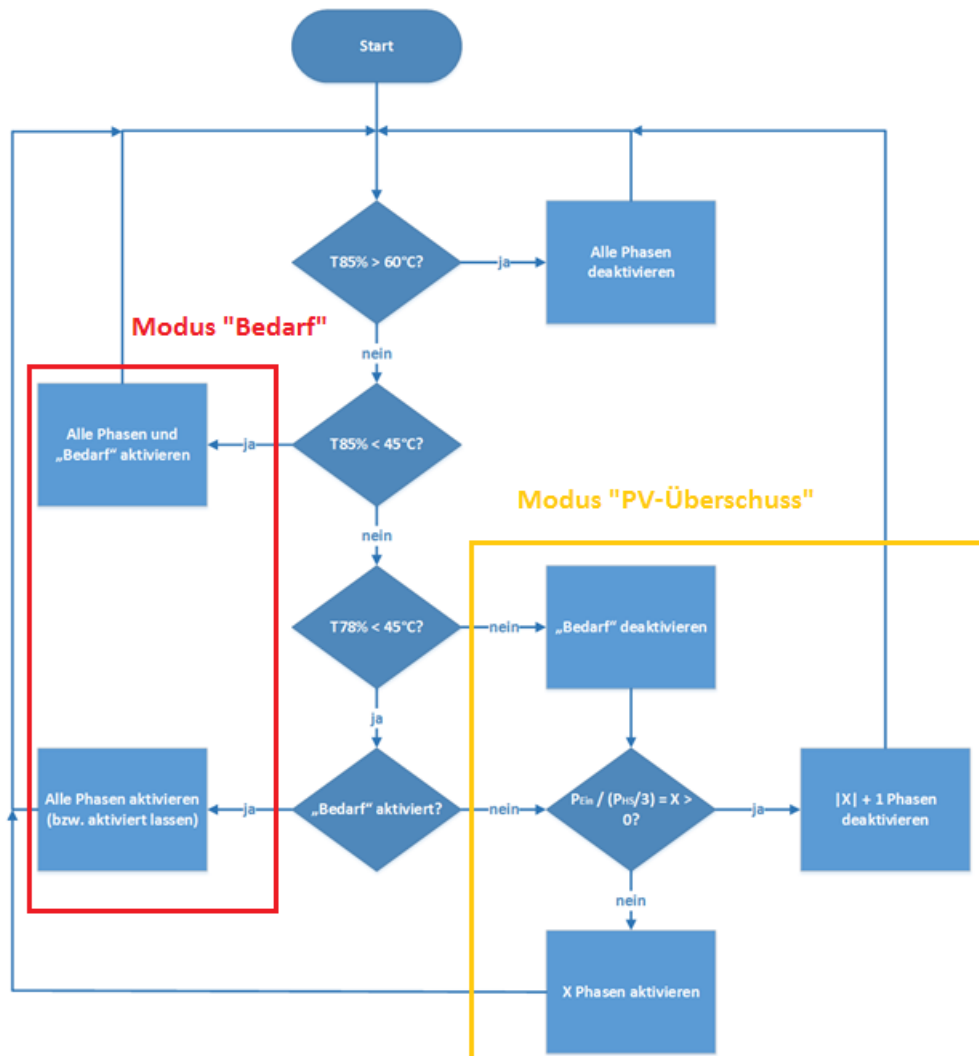 Start
T85% > 60°C?
ja
Alle Phasen
deaktivieren
Modus "Bedarf"
nein
Alle Phasen und
„Bedarf“ aktivieren
ja
T85% < 45°C?
nein
Modus "PV-Überschuss"
T78% < 45°C?
nein
„Bedarf“ deaktivieren
ja
Alle Phasen aktivieren
(bzw. aktiviert lassen)
ja
„Bedarf“ aktiviert?
nein
PEin / (PHS/3) = X >
0?
ja
|X| + 1 Phasen
deaktivieren
nein
X Phasen aktivieren